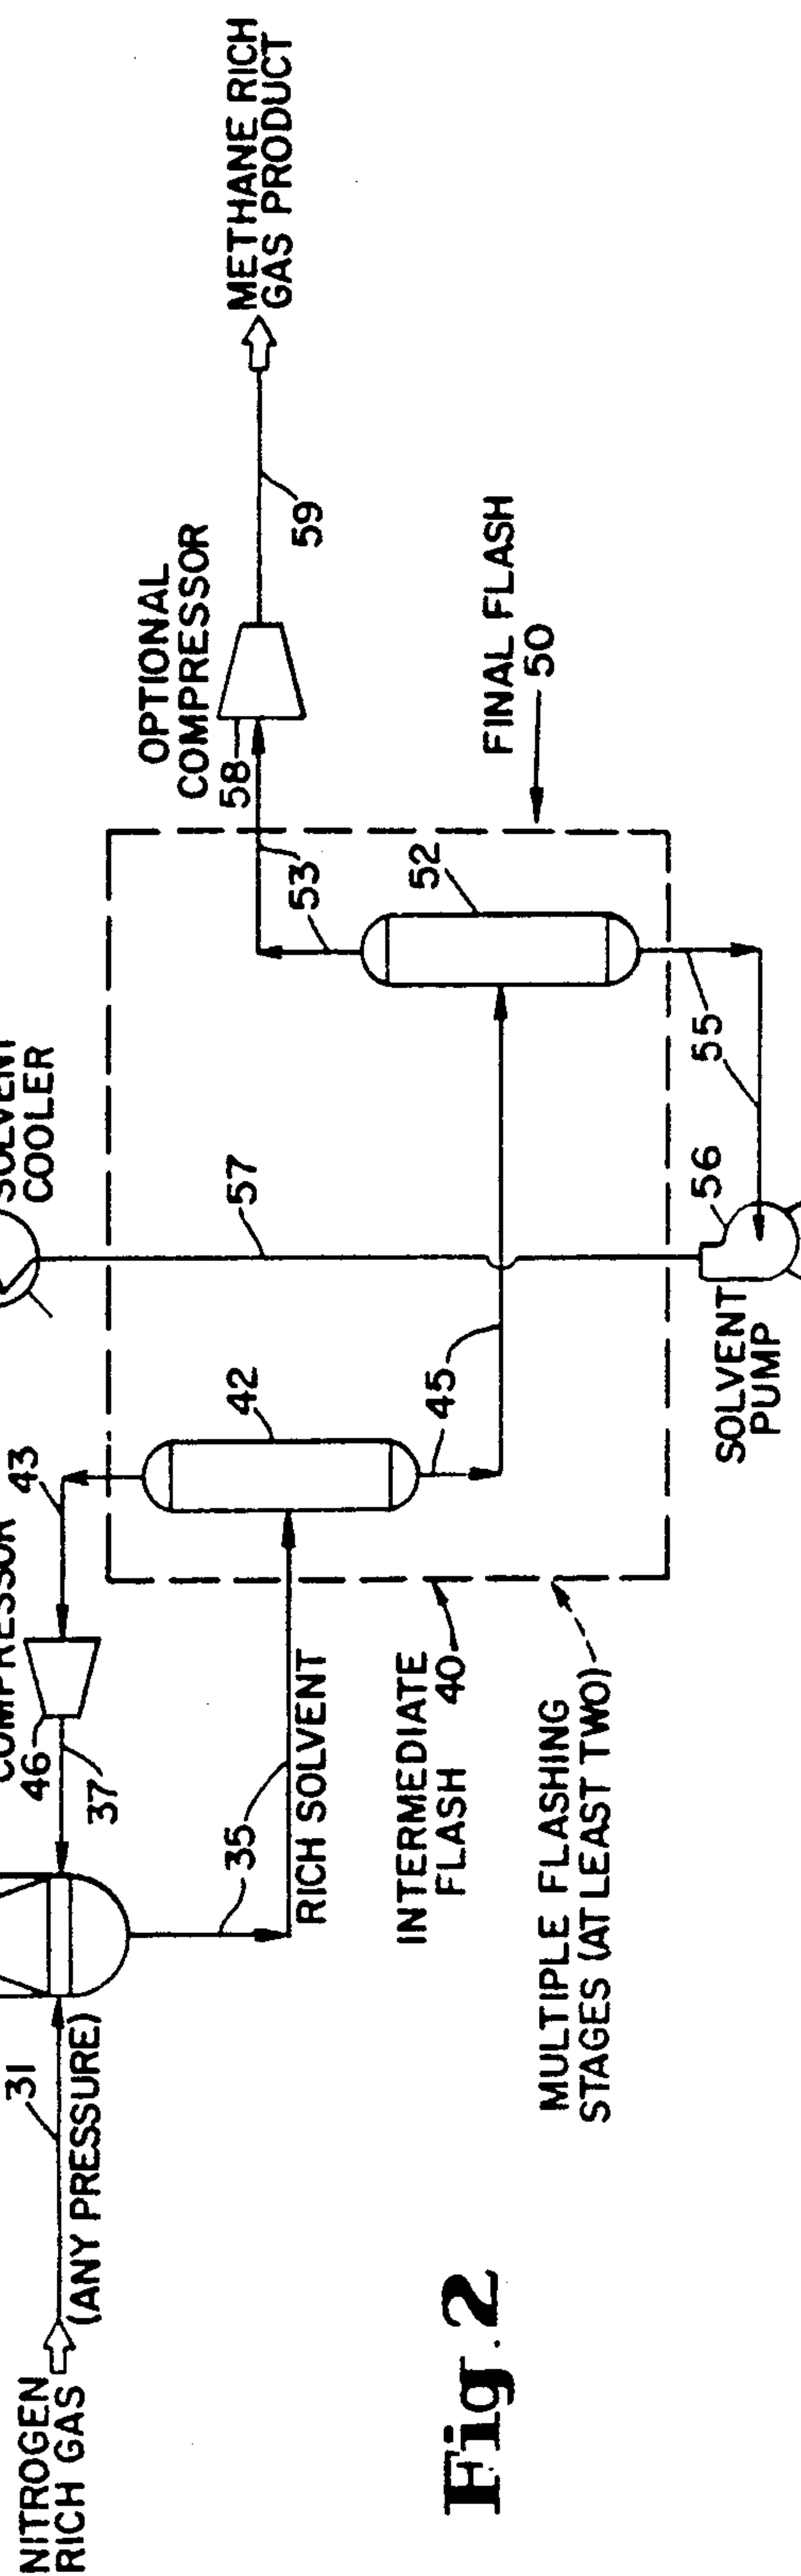 NITROGEN
RICH GAS
31
(ANY PRESSURE)
46
37
43
COOLER
35
RICH SOLVENT
42
57
45
INTERMEDIATE
FLASH 40
MULTIPLE FLASHING
STAGES (AT LEAST TWO)
SOLVENT
PUMP
56
55
52
53
FINAL FLASH
50
OPTIONAL
COMPRESSOR
58
59
METHANE RICH
GAS PRODUCT
Fig. 2